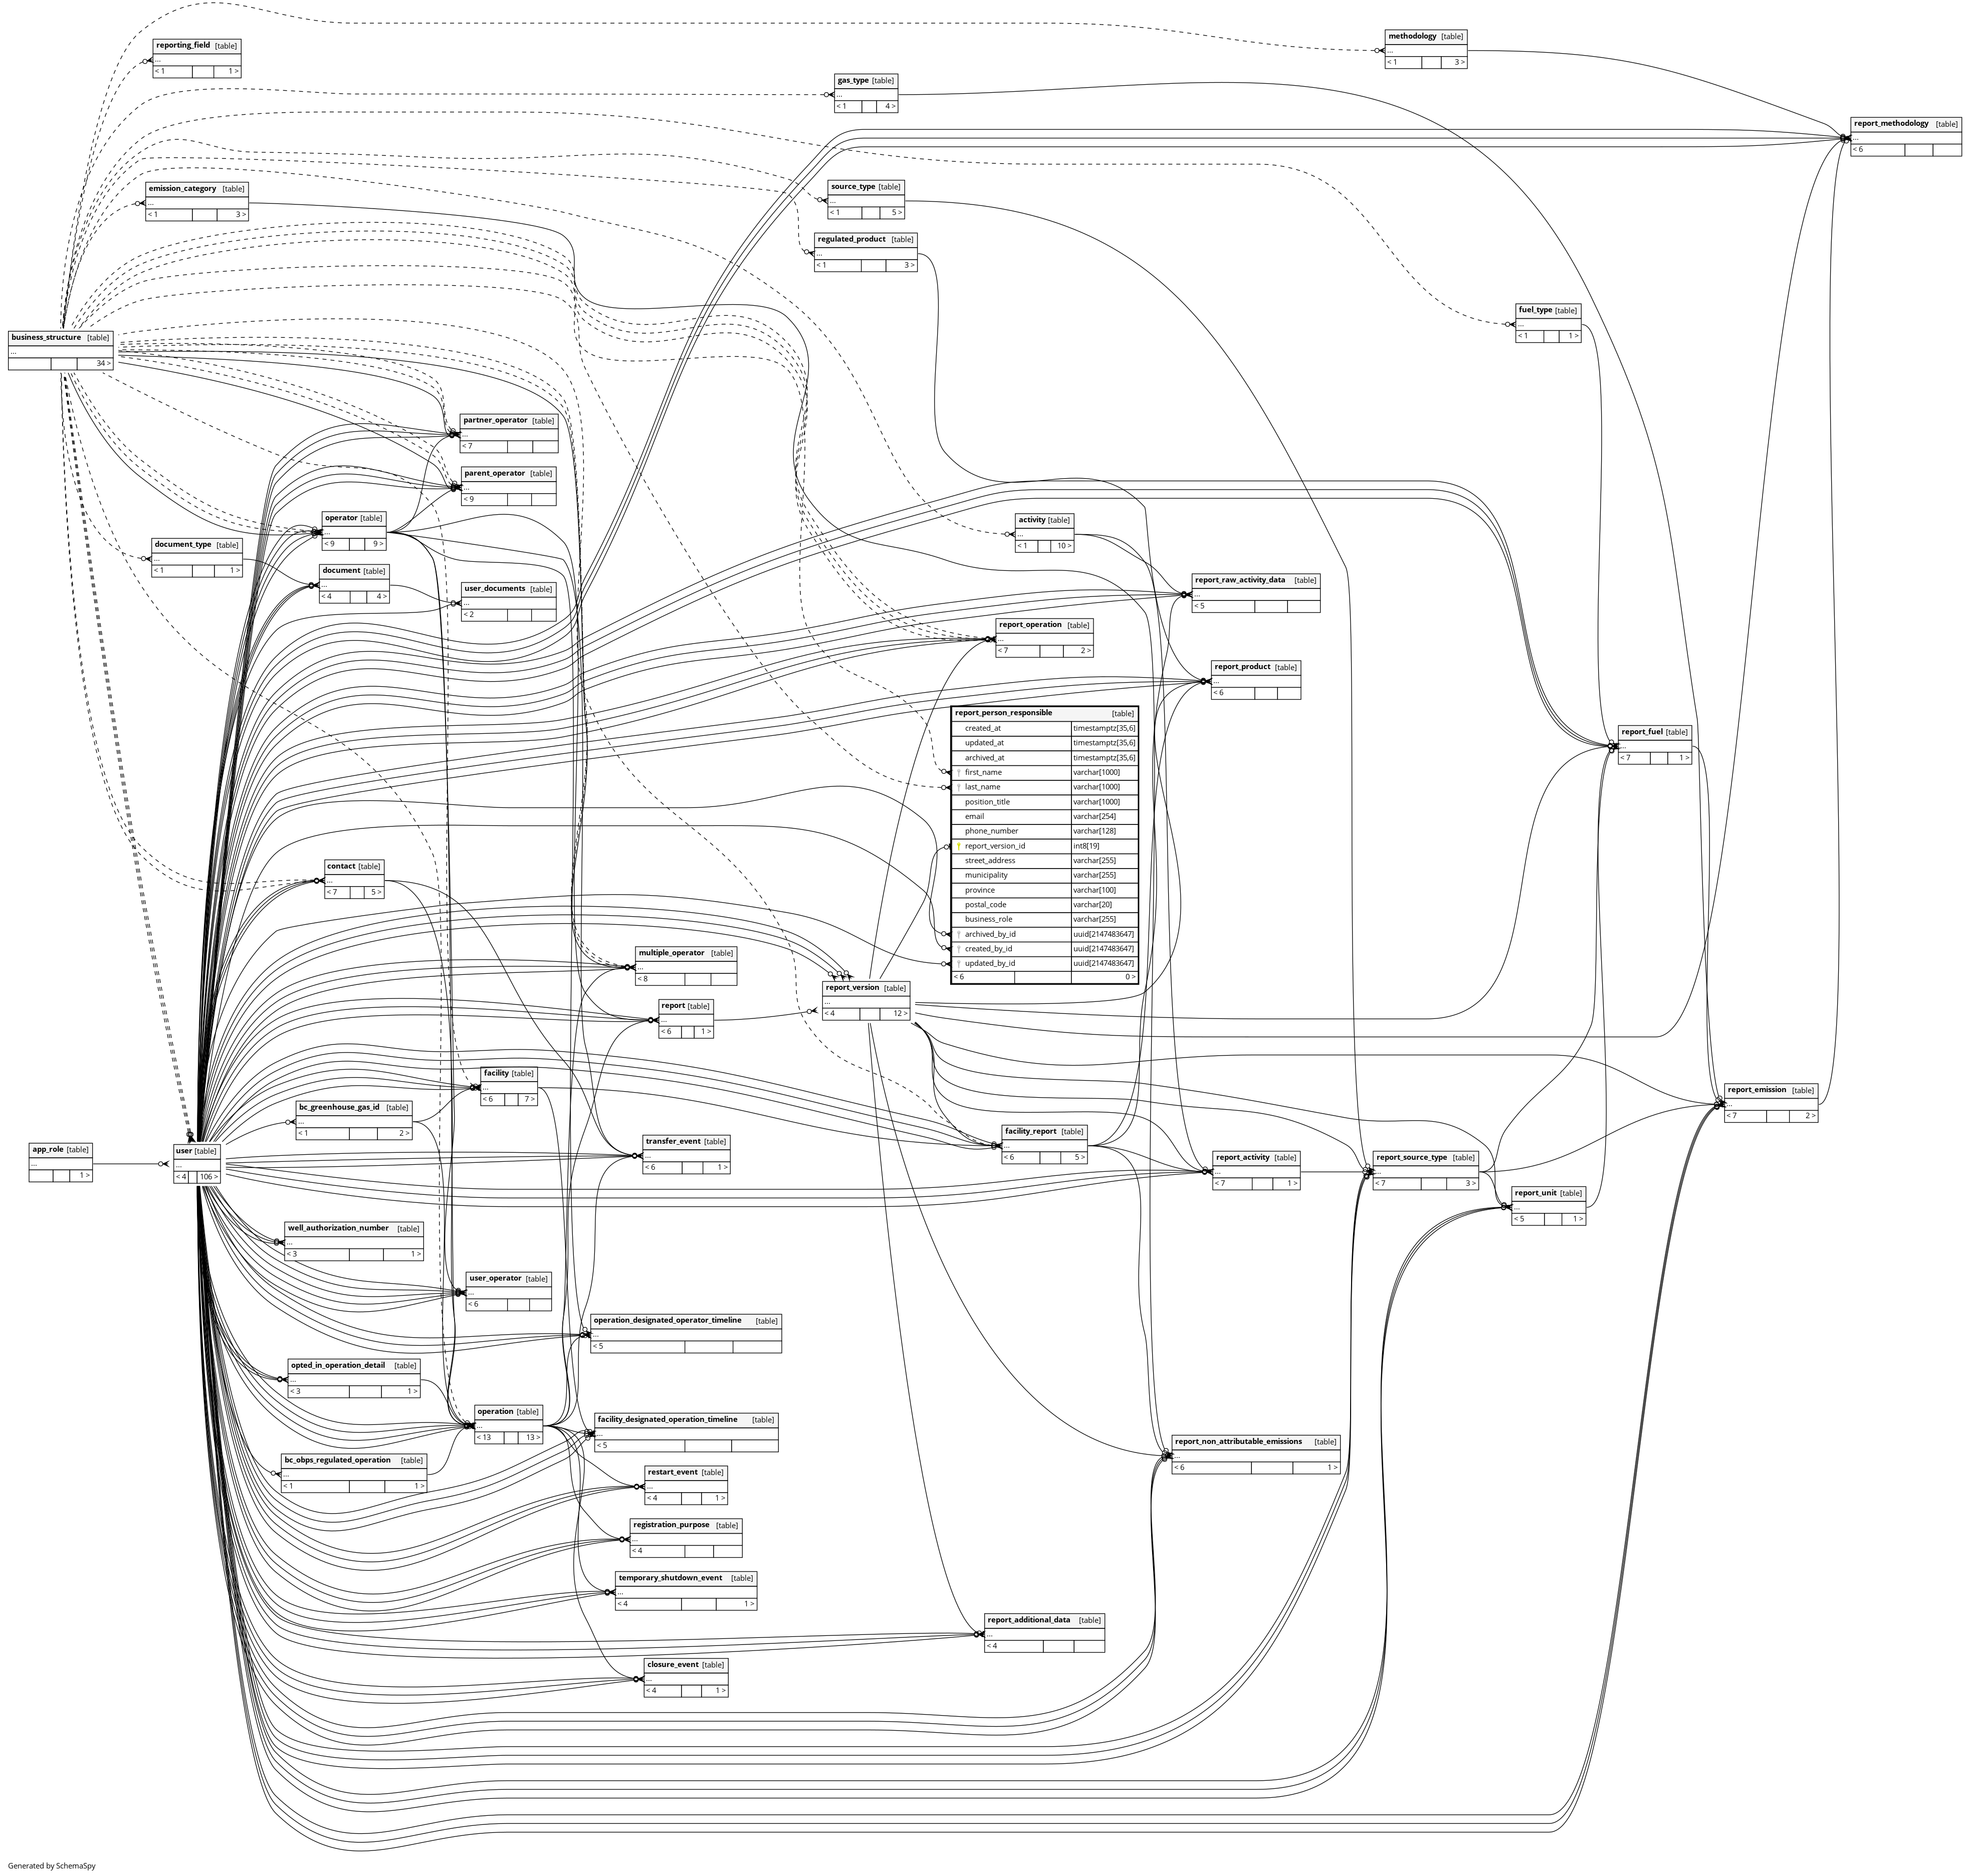 methodology [table]
...
< 1 3 >
reporting_field [table]
...
< 1 1 >
gas_type [table]
...
< 1 4 >
report_methodology [table]
...
< 6
emission_category [table]
...
< 1 3 >
source_type [table]
...
< 1 5 >
regulated_product [table]
...
< 1 3 >
fuel_type [table]
...
< 1 1 >
business_structure [table]
...
34 >
partner_operator [table]
...
< 7
parent_operator [table]
...
< 9
operator [table]
...
< 9 9 >
activity [table]
...
< 1 10 >
document_type [table]
...
< 1 1 >
document [table]
...
< 4 4 >
user_documents [table]
...
< 2
report_raw_activity_data [table]
...
< 5
report_operation [table]
...
< 7 2 >
report_product [table]
...
< 6
report_person_responsible [table]
created_at timestamptz[35,6]
updated_at timestamptz[35,6]
archived_at timestamptz[35,6]
first_name varchar[1000]
last_name varchar[1000]
position_title varchar[1000]
email varchar[254]
phone_number varchar[128]
report_version_id int8[19]
street_address varchar[255]
municipality varchar[255]
province varchar[100]
postal_code varchar[20]
business_role varchar[255]
archived_by_id uuid[2147483647]
created_by_id uuid[2147483647]
updated_by_id uuid[2147483647]
< 6 0 >
report_fuel [table]
...
< 7 1 >
contact [table]
...
< 7 5 >
multiple_operator [table]
...
< 8
report_version [table]
...
< 4 12 >
report [table]
...
< 6 1 >
facility [table]
...
< 6 7 >
report_emission [table]
...
< 7 2 >
bc_greenhouse_gas_id [table]
...
< 1 2 >
facility_report [table]
...
< 6 5 >
transfer_event [table]
...
< 6 1 >
app_role [table]
...
1 >
user [table]
...
< 4 106 >
report_activity [table]
...
< 7 1 >
report_source_type [table]
...
< 7 3 >
report_unit [table]
...
< 5 1 >
well_authorization_number [table]
...
< 3 1 >
user_operator [table]
...
< 6
operation_designated_operator_timeline [table]
...
< 5
opted_in_operation_detail [table]
...
< 3 1 >
operation [table]
...
< 13 13 >
facility_designated_operation_timeline [table]
...
< 5
report_non_attributable_emissions [table]
...
< 6 1 >
bc_obps_regulated_operation [table]
...
< 1 1 >
restart_event [table]
...
< 4 1 >
registration_purpose [table]
...
< 4
temporary_shutdown_event [table]
...
< 4 1 >
report_additional_data [table]
...
< 4
closure_event [table]
...
< 4 1 >
Generated by SchemaSpy